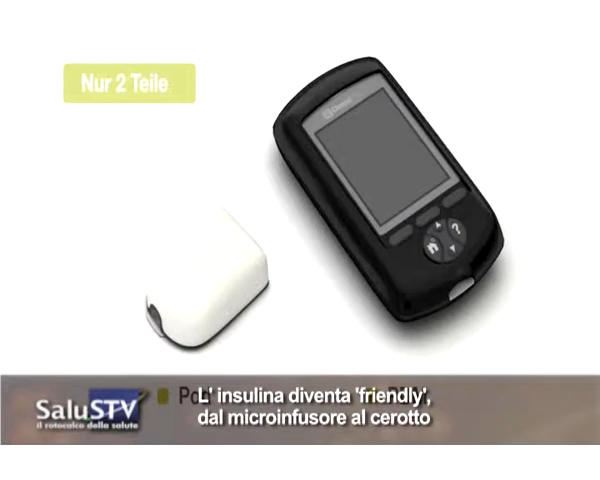 Nur 2 Teile
SaluSTV
il rotocalco della salute
L' insulina diventa 'friendly',
dal microinfusore al cerotto
?